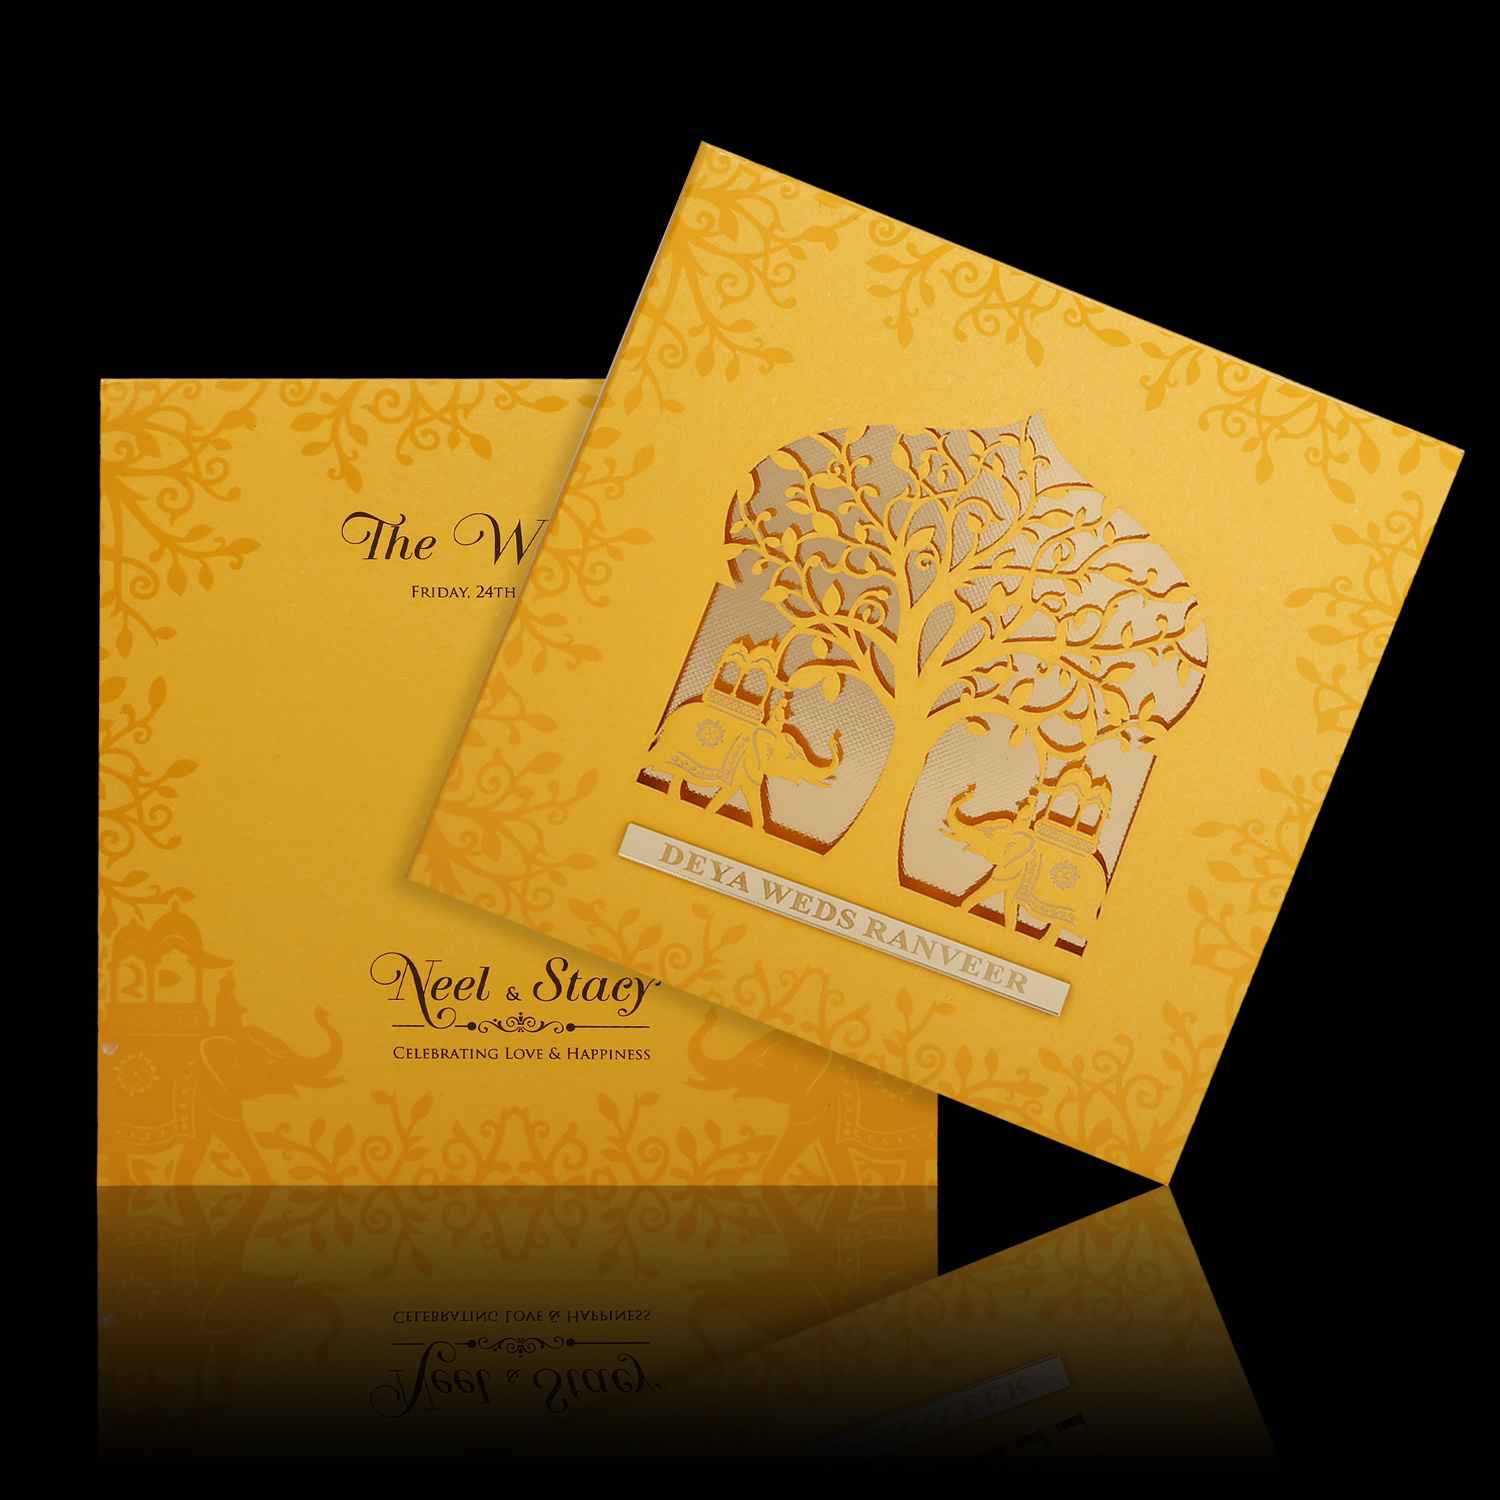 The W
FRIDAY, 24TH
NEEL & Stacy
CELEBRATING LOVE & HAPPINESS
DEYA WEDS RANVEER